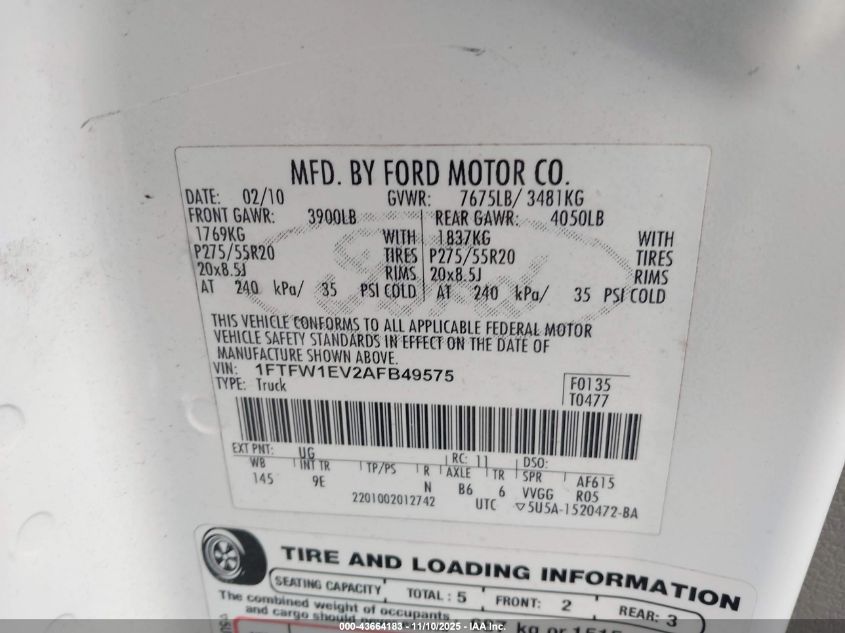 MFD. BY FORD MOTOR CO.
DATE: 02/10 GVWR: 7675LB/ 3481KG
FRONT GAWR: 3900LB REAR GAWR: 4050LB
1769KG WITH 1837KG WITH
P275/55R20 TIRES P275/55R20 TIRES
20x8.5J RIMS 20x8.5J RIMS
AT 240 kPa/ 35 PSI COLD AT 240 kPa/ 35 PSI COLD
THIS VEHICLE CONFORMS TO ALL APPLICABLE FEDERAL MOTOR
VEHICLE SAFETY STANDARDS IN EFFECT ON THE DATE OF
MANUFACTURE SHOWN ABOVE.
VIN: 1FTFW1EV2AFB49575
TYPE: Truck
F0135
T0477
EXT PNT: UG RC: 11 DSO:
WB INT TR TP/PS R AXLE TR SPR AF615
145 9E N B6 6 VVGG R05
2201002012742 UTC ▽5U5A-1520472-BA
TIRE AND LOADING INFORMATION
SEATING CAPACITY TOTAL: 5 FRONT: 2 REAR: 3
The combined weight of occupants
and cargo should
kg or
000-43664183 - 11/10/2025 - IAA Inc.